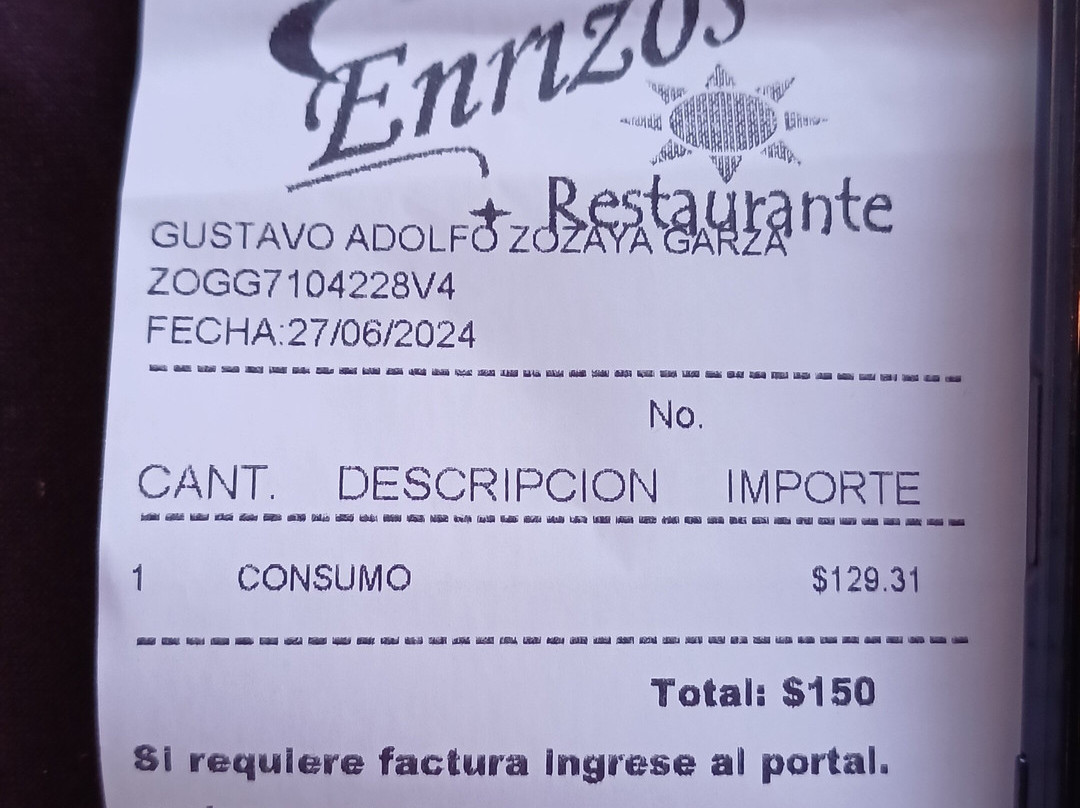 Enrizos
Restaurante
GUSTAVO ADOLFO ZOZAYA GARZA
ZOGG7104228V4
FECHA:27/06/2024
No.
CANT. DESCRIPCION IMPORTE
1 CONSUMO $129.31
Total: $150
Si requiere factura ingrese al portal.